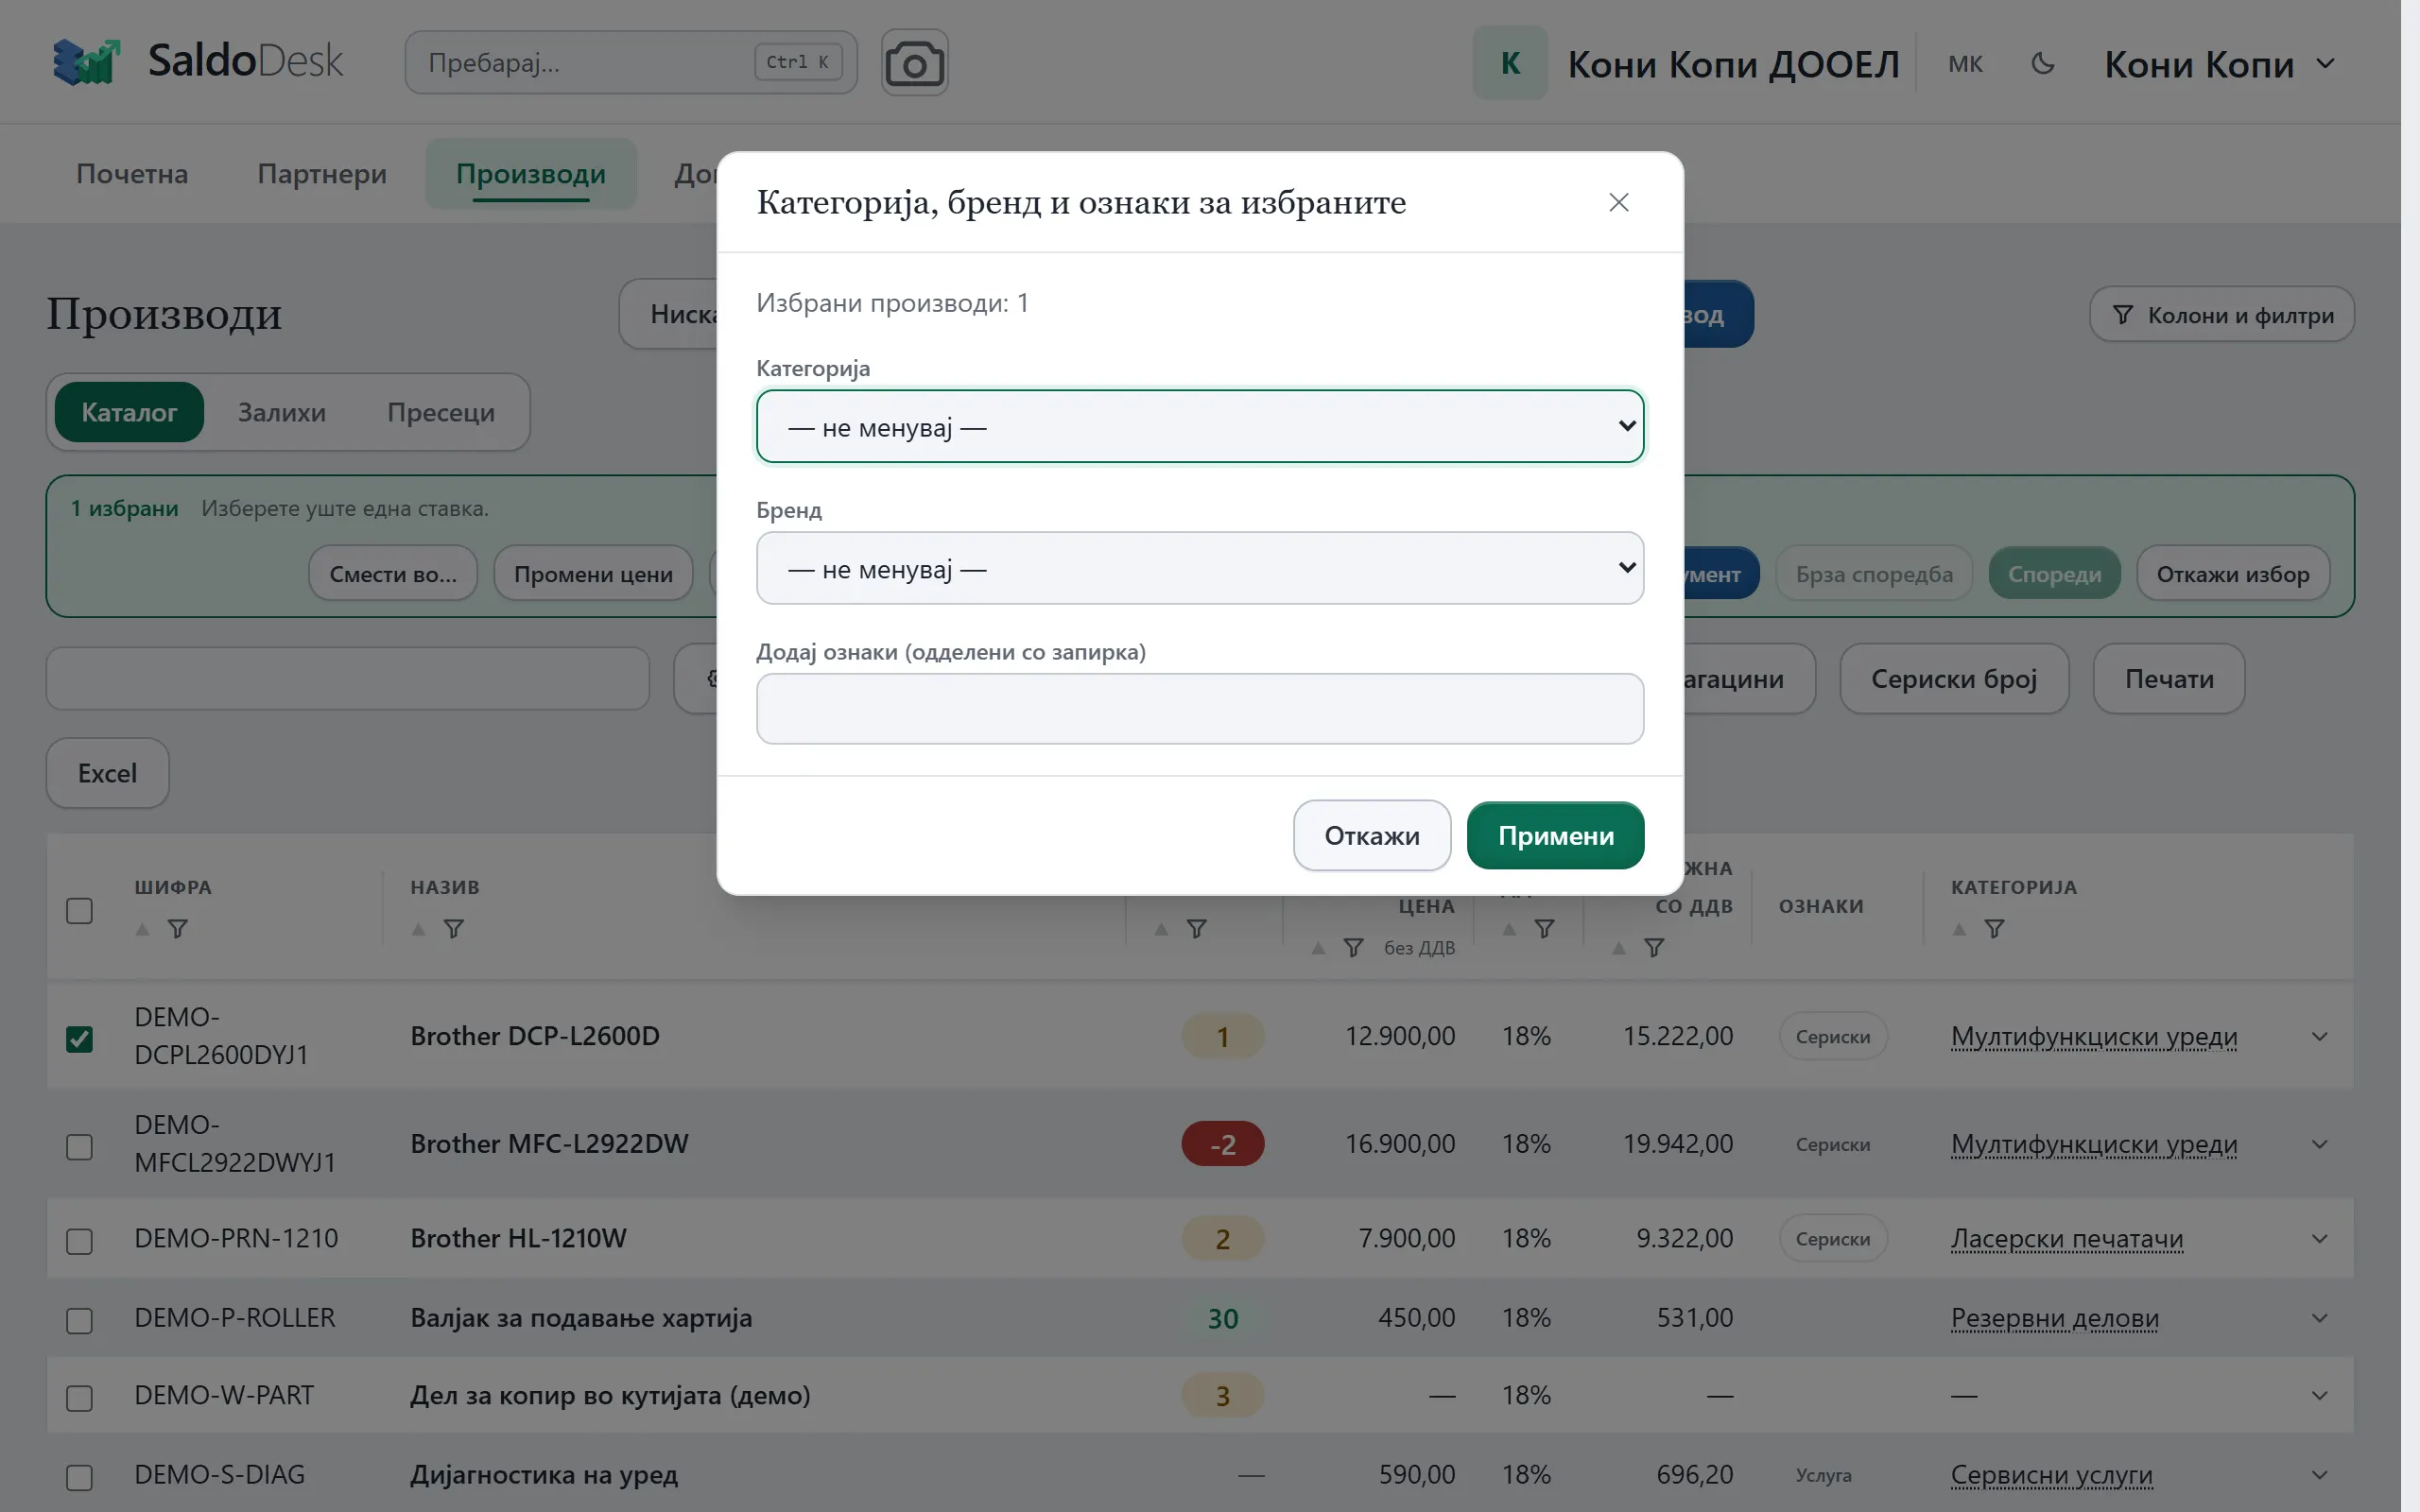 SaldoDesk
Пребарај...
Ctrl K
К
Кони Копи ДООЕЛ
МК
Кони Копи
Почетна
Партнери
Производи
Категорија, бренд и ознаки за избраните
Производи
Колони и филтри
Избрани производи: 1
Каталог
Залихи
Пресеци
Категорија
— не менувај —
1 избрани
Изберете уште една ставка.
Бренд
— не менувај —
Смести во...
Промени цени
Брза споредба
Спореди
Откажи избор
Додај ознаки (одделени со запирка)
Сериски број
Печати
Excel
Откажи
Примени
ШИФРА
НАЗИВ
ЦЕНА
без ДДВ
СО ДДВ
ОЗНАКИ
КАТЕГОРИЈА
DEMO-
DCPL2600DYJ1
Brother DCP-L2600D
1
12.900,00
18%
15.222,00
Сериски
Мултифункциски уреди
DEMO-
MFCL2922DWYJ1
Brother MFC-L2922DW
-2
16.900,00
18%
19.942,00
Сериски
Мултифункциски уреди
DEMO-PRN-1210
Brother HL-1210W
2
7.900,00
18%
9.322,00
Сериски
Ласерски печатачи
DEMO-P-ROLLER
Валјак за подавање хартија
30
450,00
18%
531,00
Резервни делови
DEMO-W-PART
Дел за копир во кутијата (демо)
3
—
18%
—
—
DEMO-S-DIAG
Дијагностика на уред
—
590,00
18%
696,20
Услуга
Сервисни услуги